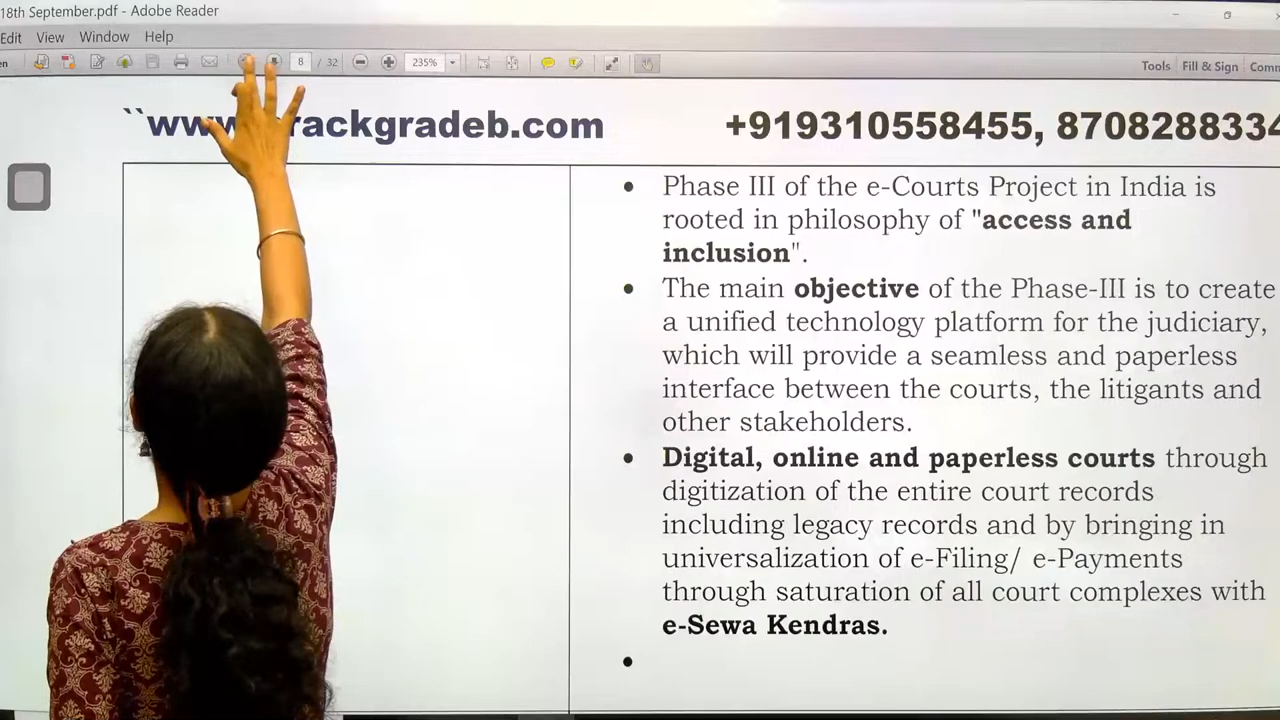 18th September.pdf - Adobe Reader
Edit View Window Help
8 / 32 235% Tools Fill & Sign
``www. rackgradeb.com +919310558455, 8708288334
• Phase III of the e-Courts Project in India is
rooted in philosophy of "access and
inclusion".
• The main objective of the Phase-III is to create
a unified technology platform for the judiciary,
which will provide a seamless and paperless
interface between the courts, the litigants and
other stakeholders.
• Digital, online and paperless courts through
digitization of the entire court records
including legacy records and by bringing in
universalization of e-Filing/ e-Payments
through saturation of all court complexes with
e-Sewa Kendras.
•